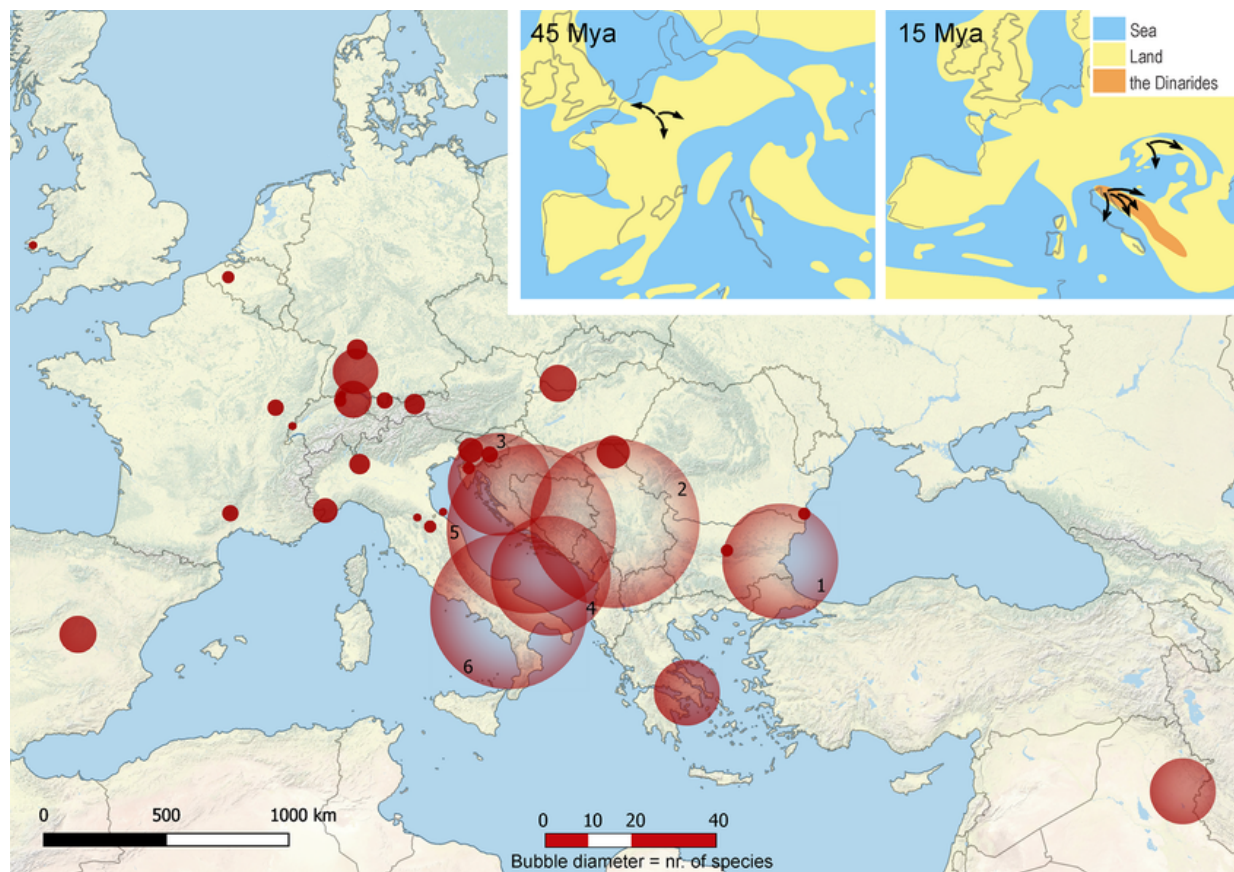 45 Mya
15 Mya
Sea
Land
the Dinarides
3
2
5
1
4
6
0 500 1000 km
0 10 20 40
Bubble diameter = nr. of species